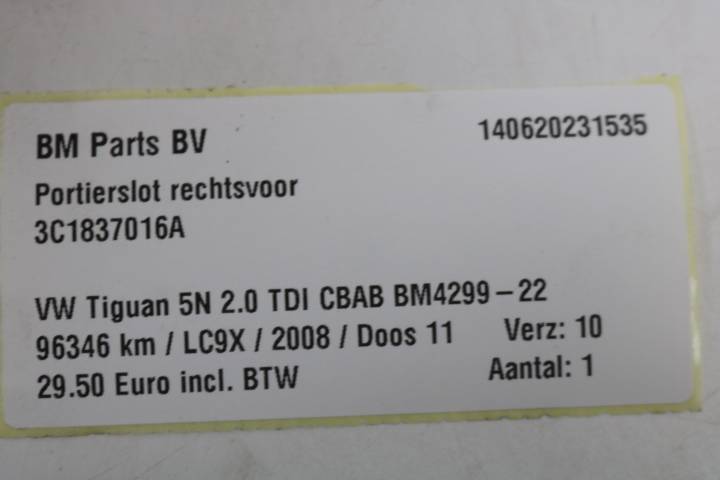 BM Parts BV 140620231535
Portierslot rechtsvoor
3C1837016A
VW Tiguan 5N 2.0 TDI CBAB BM4299-22
96346 km / LC9X / 2008 / Doos 11 Verz: 10
29.50 Euro incl. BTW Aantal: 1